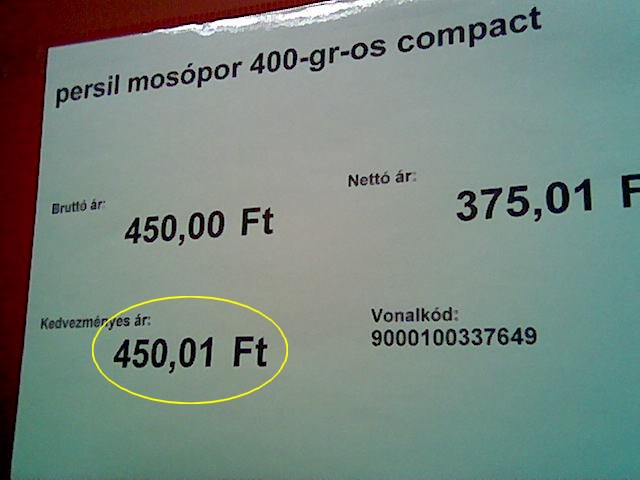 persil mosópor 400-gr-os compact
Bruttó ár:
450,00 Ft
Nettó ár:
375,01 F
Kedvezményes ár:
450,01 Ft
Vonalkód:
9000100337649